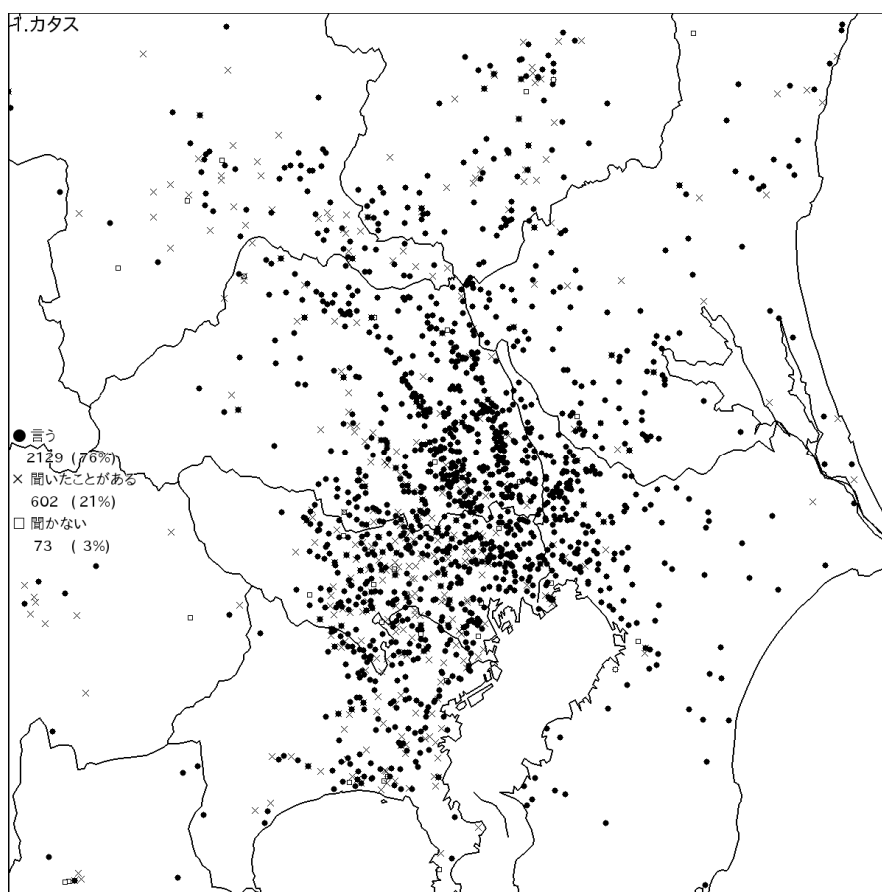 1.カタス
● 言う
2129 (76%)
× 聞いたことがある
602 (21%)
□ 聞かない
73 ( 3%)